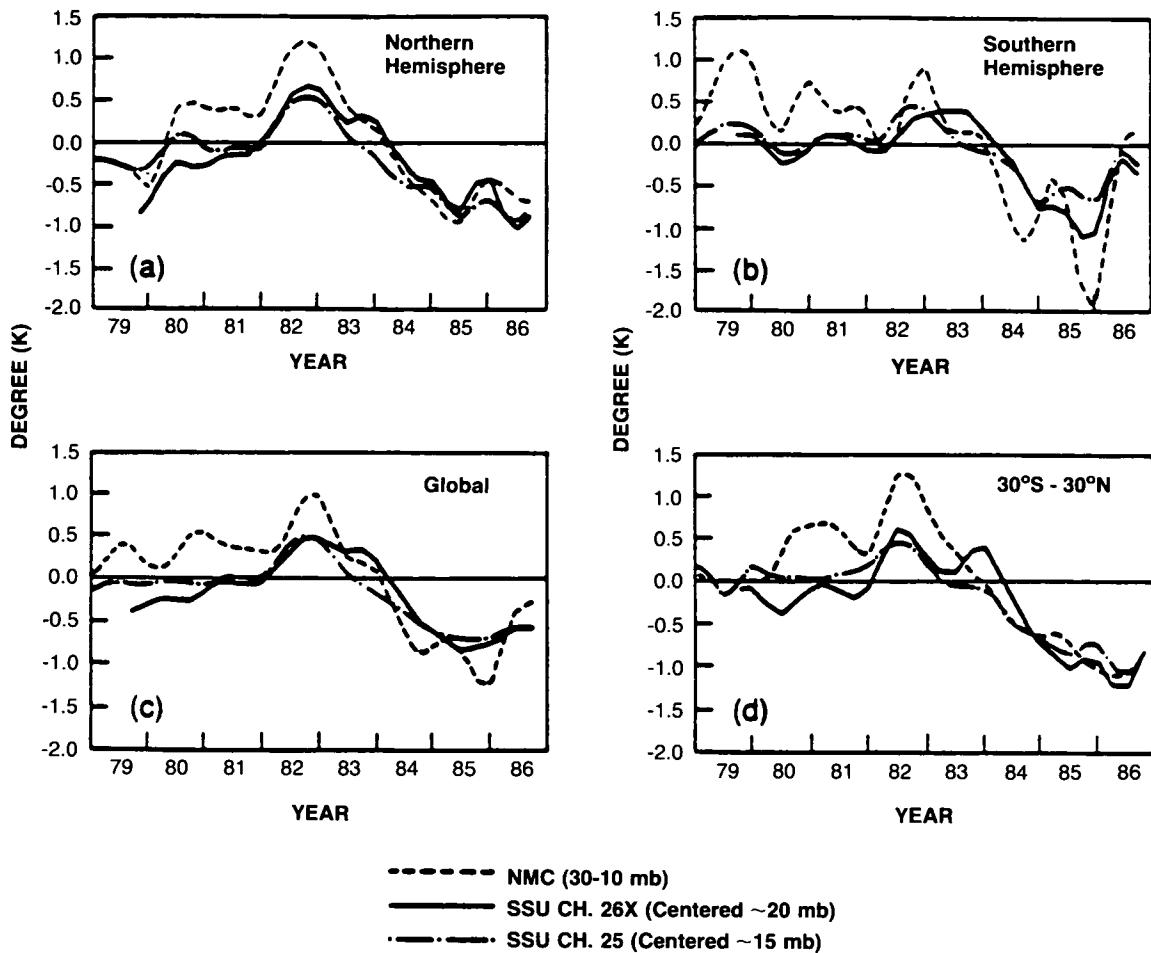 1.5
1.0
0.5
0.0
-0.5
-1.0
-1.5
-2.0
Northern
Hemisphere
(a)
79 80 81 82 83 84 85 86
YEAR
DEGREE (K)
1.5
1.0
0.5
0.0
-0.5
-1.0
-1.5
-2.0
Southern
Hemisphere
(b)
79 80 81 82 83 84 85 86
YEAR
DEGREE (K)
1.5
1.0
0.5
0.0
-0.5
-1.0
-1.5
-2.0
Global
(c)
79 80 81 82 83 84 85 86
YEAR
1.5
1.0
0.5
0.0
-0.5
-1.0
-1.5
-2.0
30°S - 30°N
(d)
79 80 81 82 83 84 85 86
YEAR
NMC (30-10 mb)
SSU CH. 26X (Centered ~20 mb)
SSU CH. 25 (Centered ~15 mb)